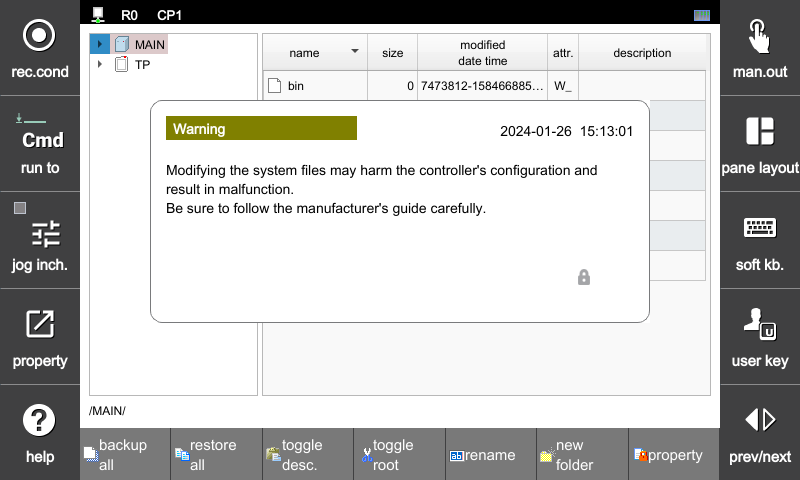 R0 CP1
rec.cond
Cmd
run to
jog inch.
property
help
MAIN
TP
name size modified date time attr. description
bin 0 7473812-158466885... W_
Warning 2024-01-26 15:13:01
Modifying the system files may harm the controller's configuration and
result in malfunction.
Be sure to follow the manufacturer's guide carefully.
/MAIN/
backup all
restore all
toggle desc.
toggle root
rename
new folder
property
man.out
pane layout
soft kb.
U
user key
prev/next